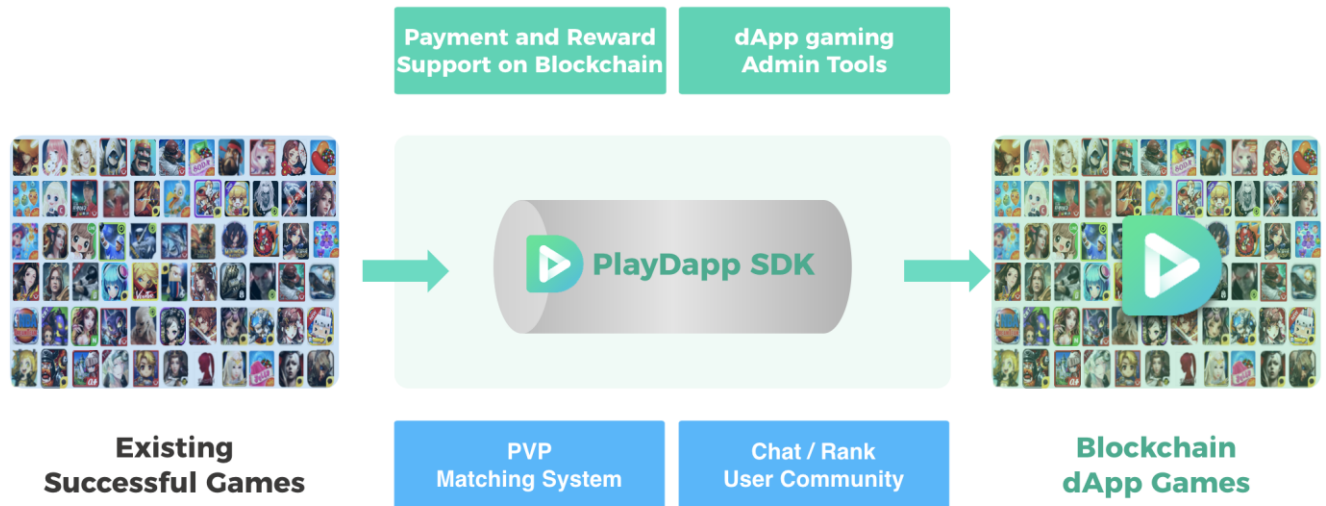 Payment and Reward
Support on Blockchain
dApp gaming
Admin Tools
PlayDapp SDK
Existing
Successful Games
PVP
Matching System
Chat / Rank
User Community
Blockchain
dApp Games